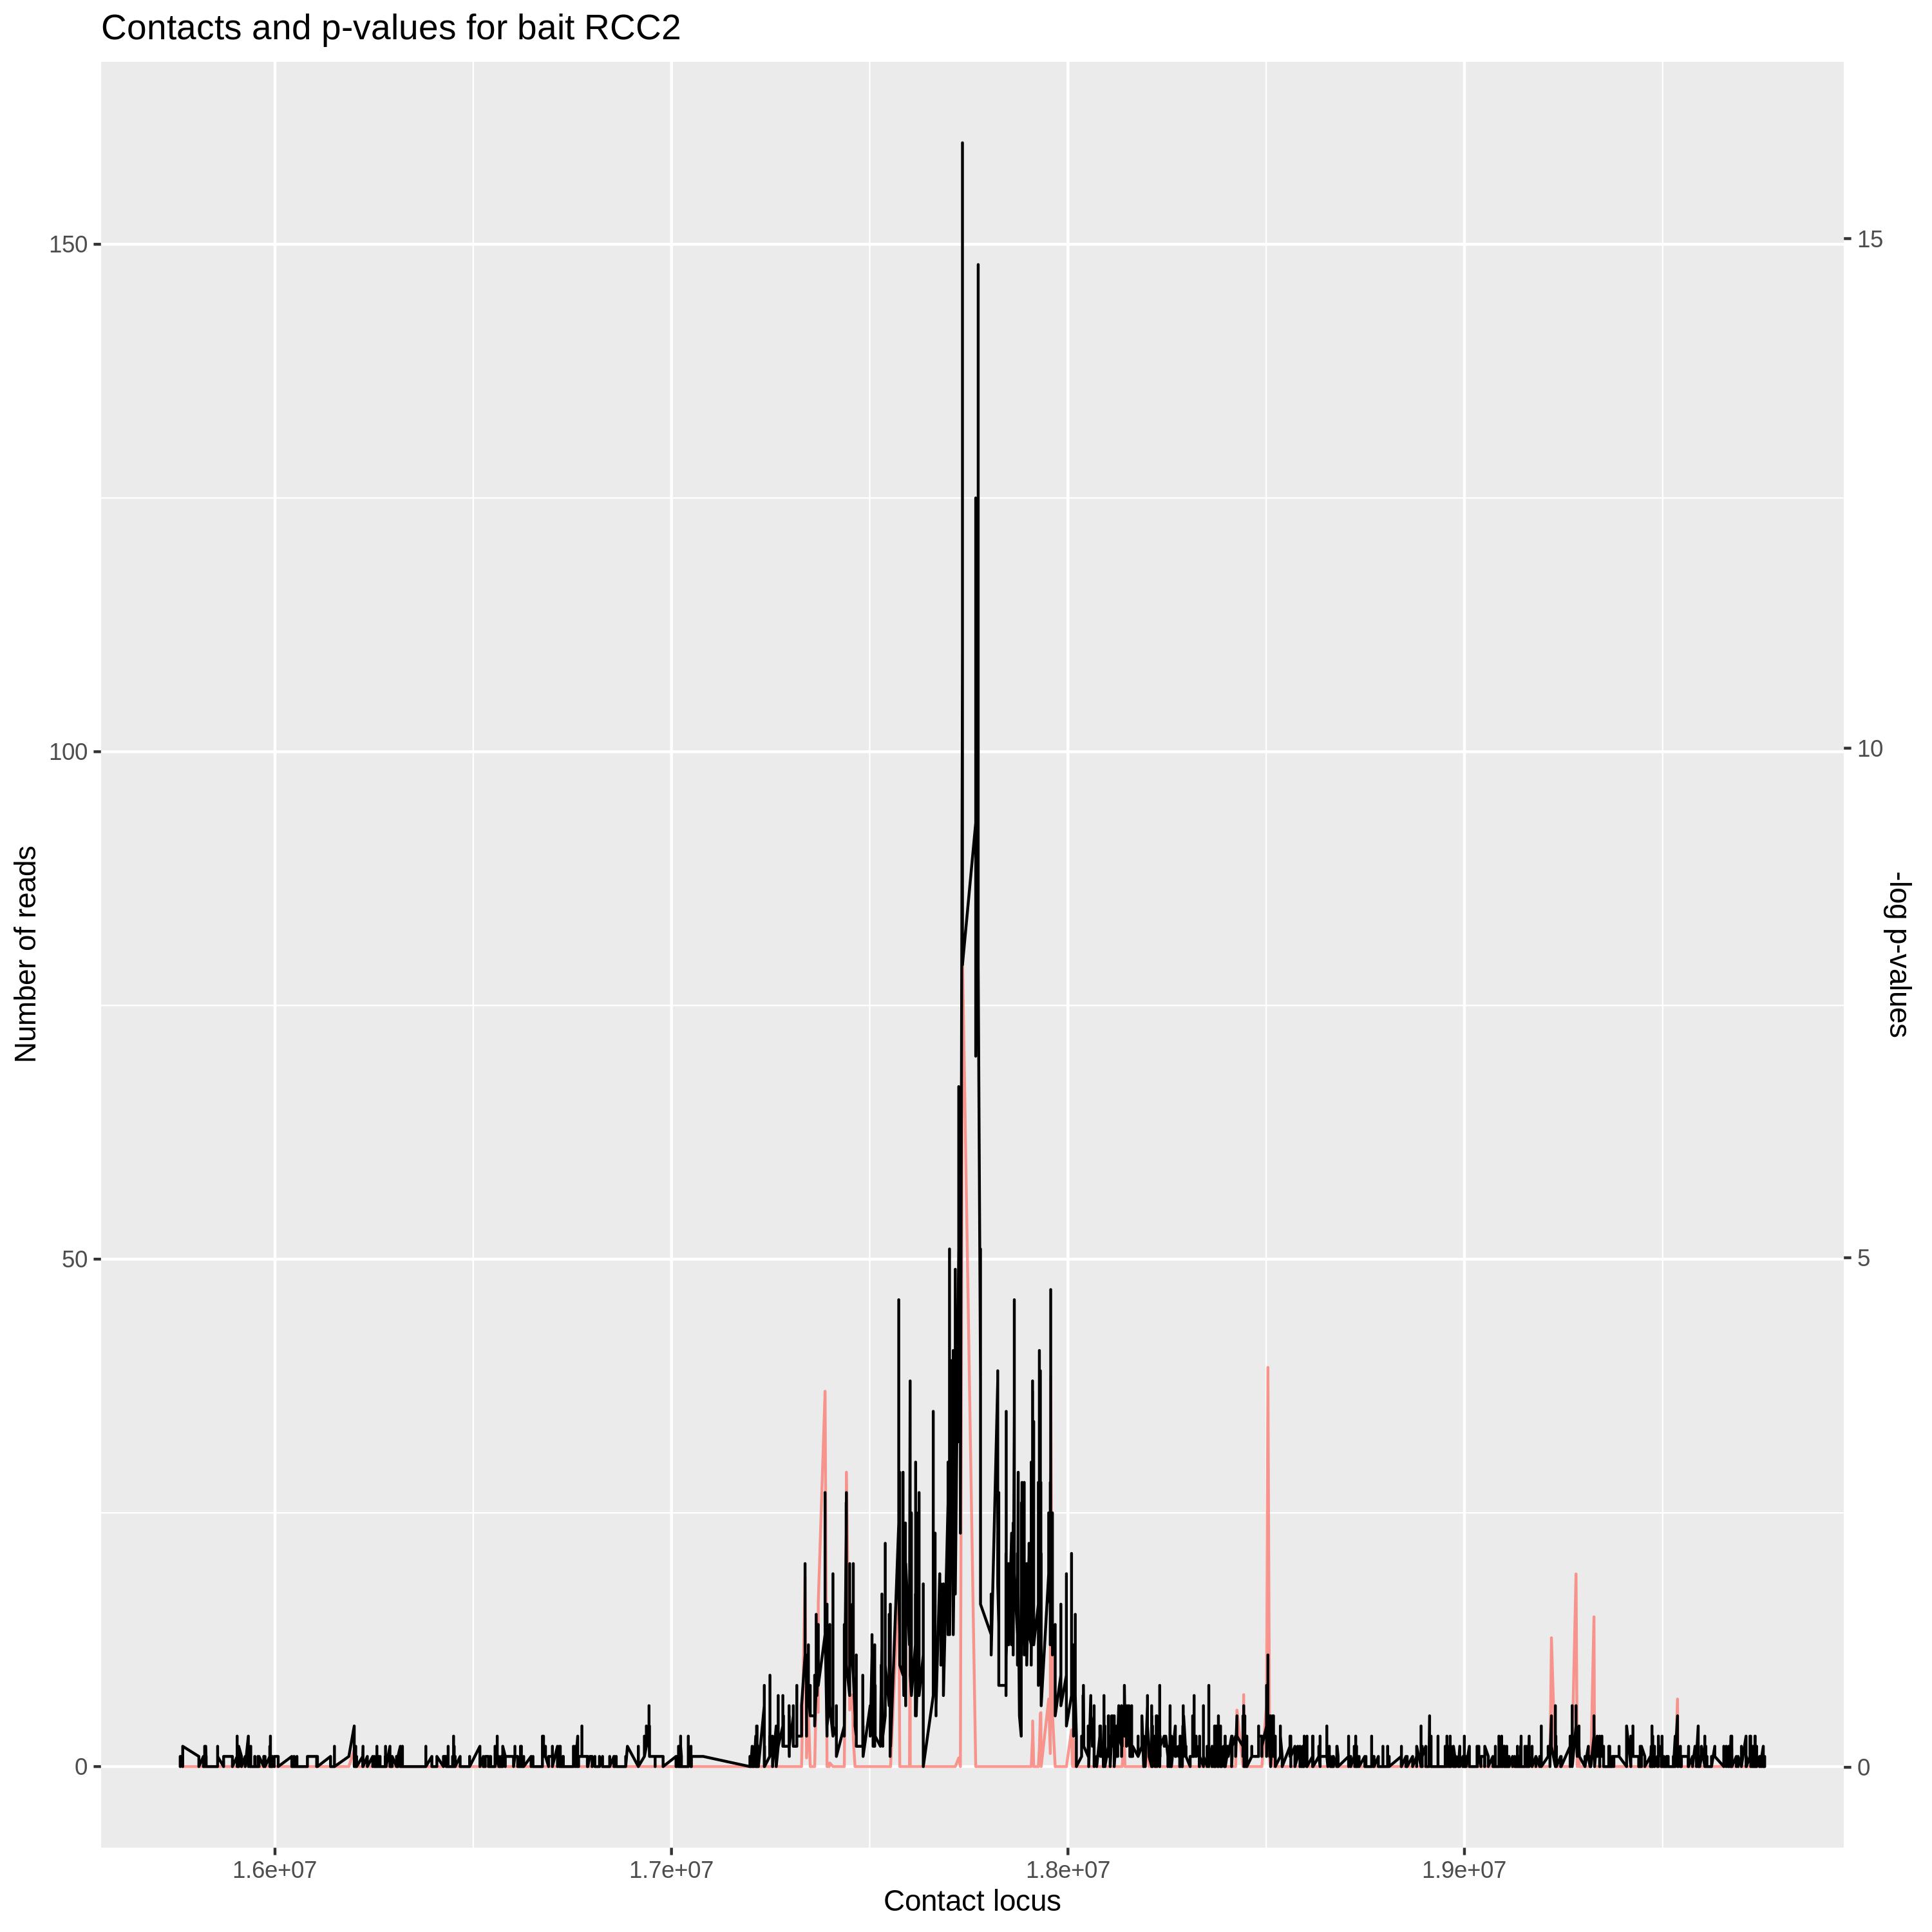 Contacts and p-values for bait RCC2
150
100
50
0
Number of reads
15
10
5
0
-log p-values
1.6e+07
1.7e+07
1.8e+07
1.9e+07
Contact locus